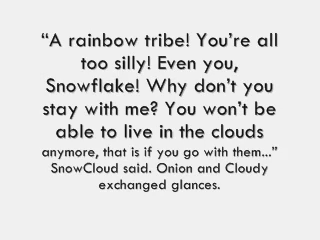 “A rainbow tribe! You’re all
too silly! Even you,
Snowflake! Why don’t you
stay with me? You won’t be
able to live in the clouds
anymore, that is if you go with them...”
SnowCloud said. Onion and Cloudy
exchanged glances.